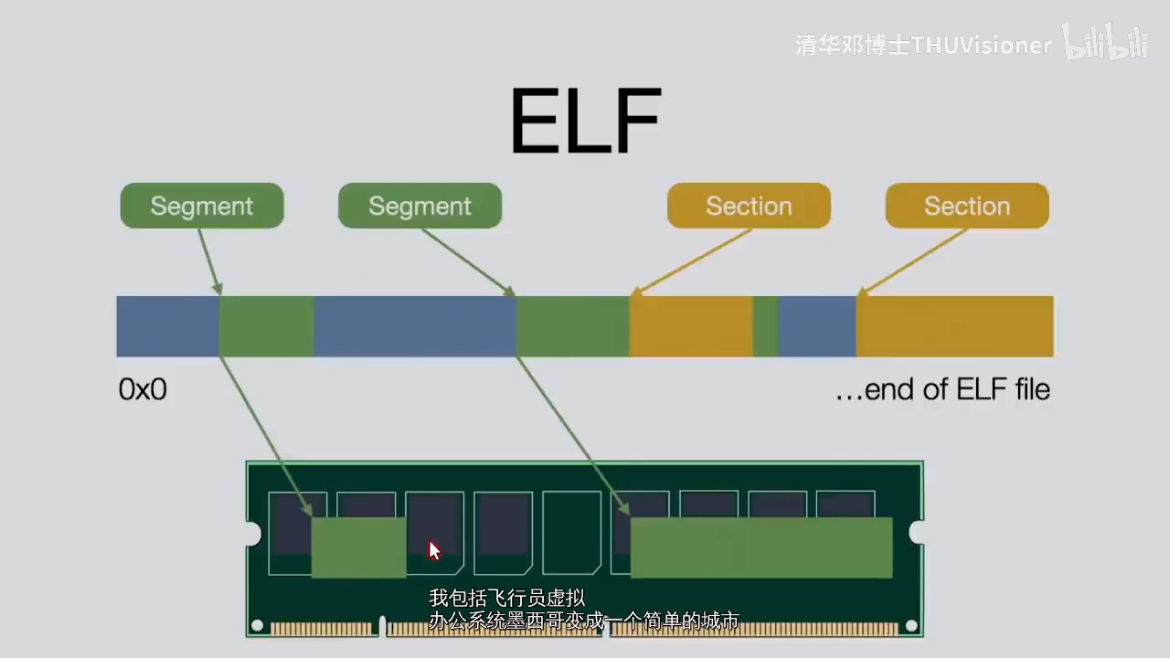 清华邓博士THUVisioner bilibili
ELF
Segment Segment Section Section
0x0 ...end of ELF file
我包括飞行员虚拟
办公系统墨西哥变成一个简单的城市